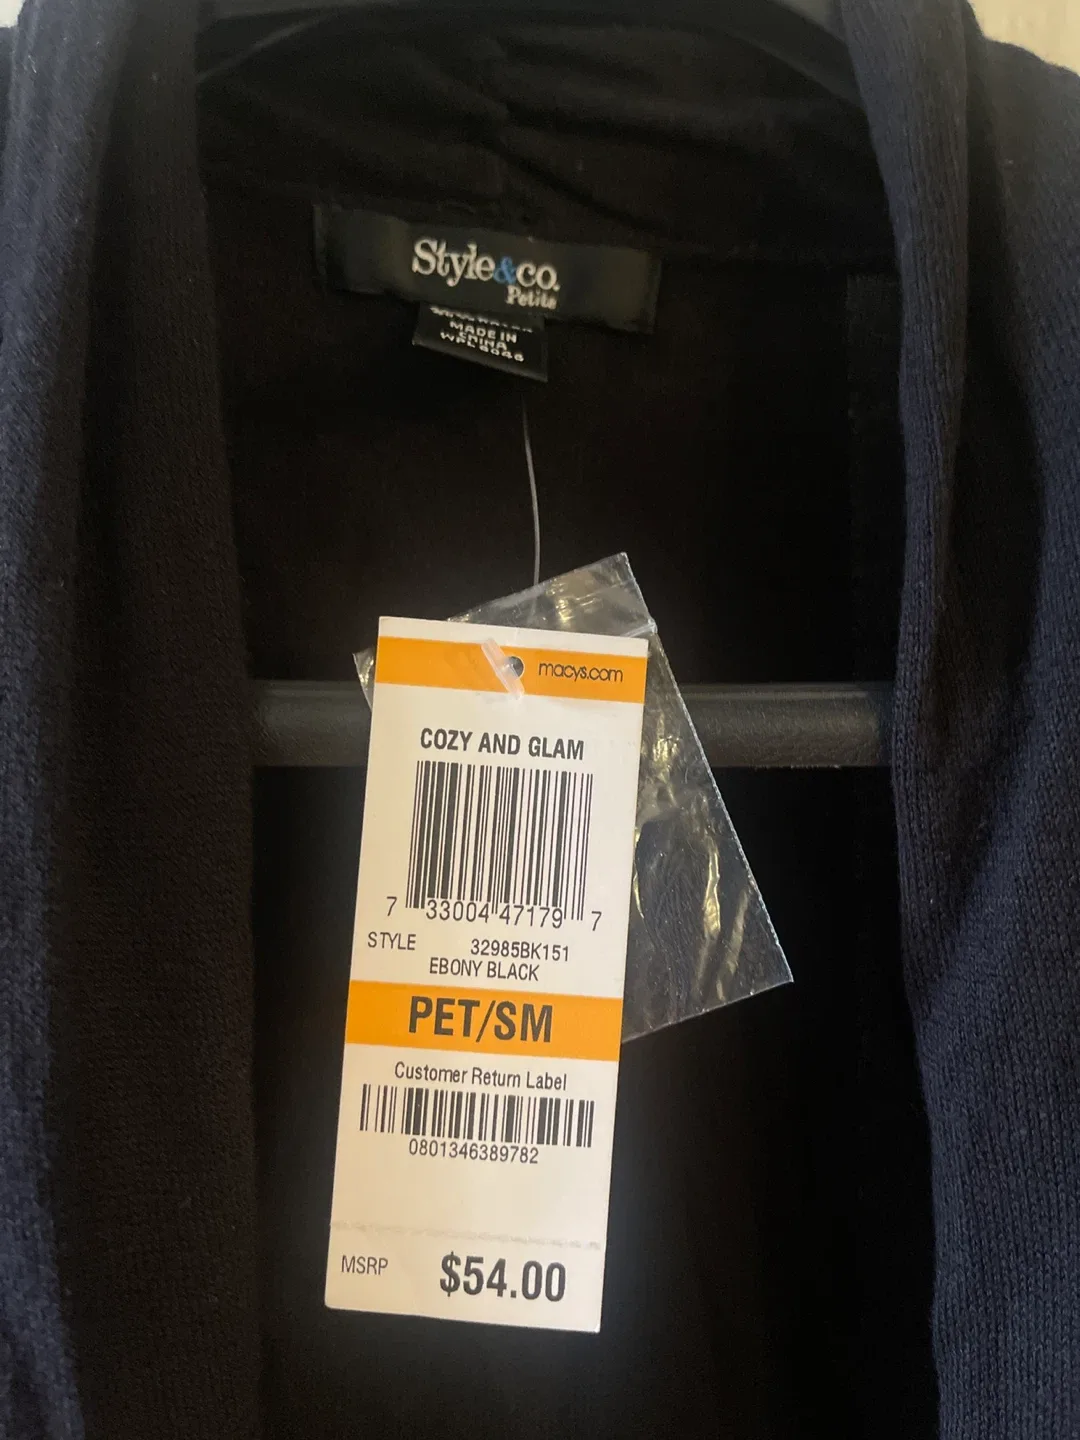 Style&co.
Petite
MADE IN
CHINA
macys.com
COZY AND GLAM
7 33004 47179 7
STYLE 32985BK151
EBONY BLACK
PET/SM
Customer Return Label
0801346389782
MSRP $54.00